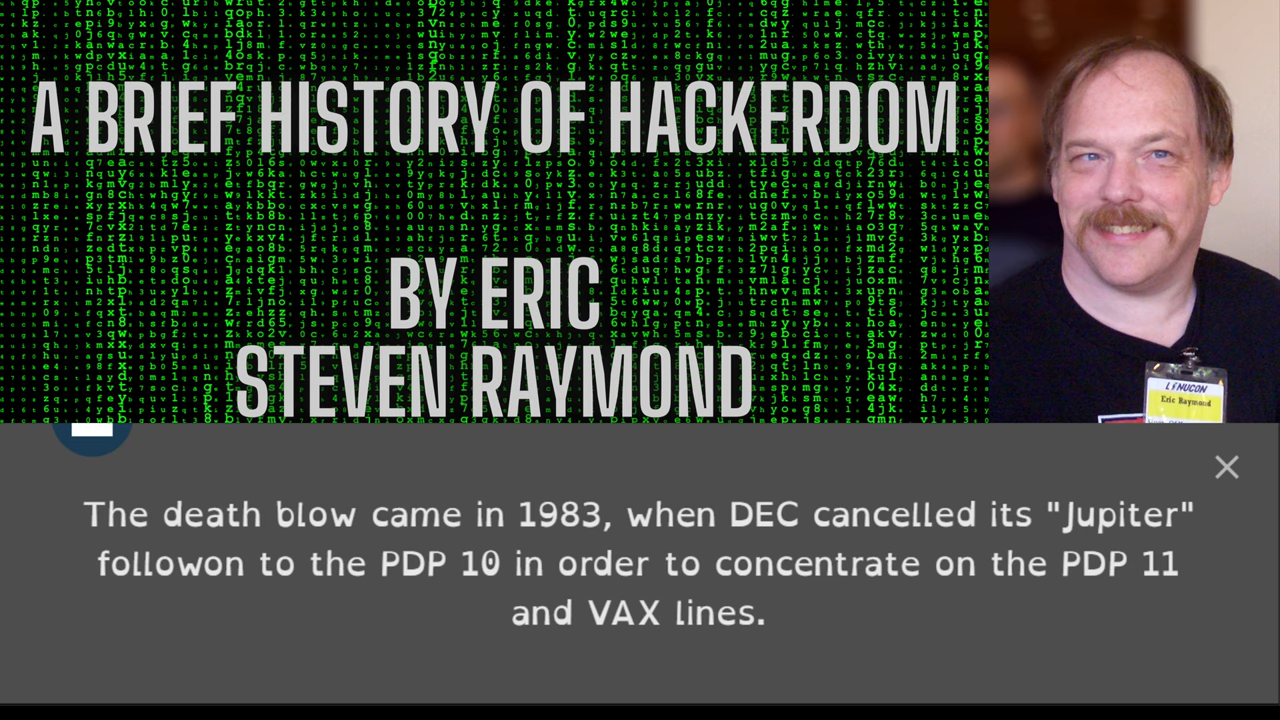 A BRIEF HISTORY OF HACKERDOM
BY ERIC
STEVEN RAYMOND
LINUCON
Eric Raymond
The death blow came in 1983, when DEC cancelled its "Jupiter"
followon to the PDP 10 in order to concentrate on the PDP 11
and VAX lines.